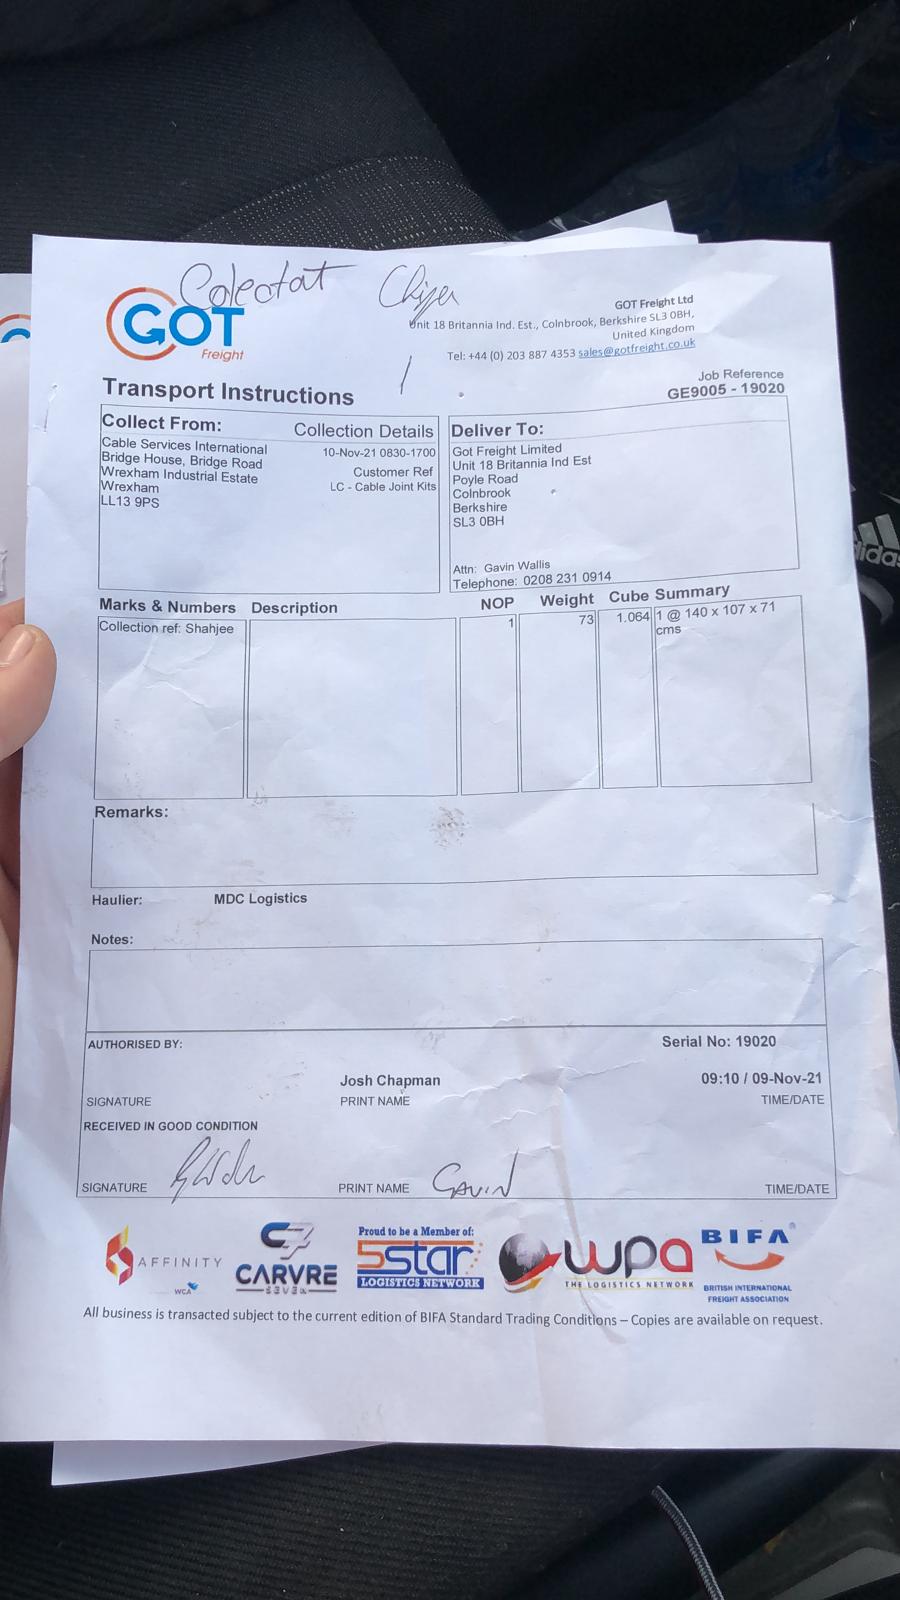 Colectat
GOT
Freight
GOT Freight Ltd
Unit 18 Britannia Ind. Est., Colnbrook, Berkshire SL3 0BH,
United Kingdom
Tel: +44 (0) 203 887 4353 sales@gotfreight.co.uk
Job Reference
GE9005 - 19020
Transport Instructions
Collect From:
Cable Services International
Bridge House, Bridge Road
Wrexham Industrial Estate
Wrexham
LL13 9PS
Collection Details
10-Nov-21 0830-1700
Customer Ref
LC - Cable Joint Kits
Deliver To:
Got Freight Limited
Unit 18 Britannia Ind Est
Poyle Road
Colnbrook
Berkshire
SL3 0BH
Attn: Gavin Wallis
Telephone: 0208 231 0914
Marks & Numbers Description NOP Weight Cube Summary
Collection ref: Shahjee 1 73 1.064 1 @ 140 x 107 x 71
cms
Remarks:
Haulier: MDC Logistics
Notes:
AUTHORISED BY: Serial No: 19020
Josh Chapman 09:10 / 09-Nov-21
SIGNATURE PRINT NAME TIME/DATE
RECEIVED IN GOOD CONDITION
SIGNATURE PRINT NAME GAVIN TIME/DATE
AFFINITY
WCA
C7
CARVRE
SEVEN
Proud to be a Member of:
5star
LOGISTICS NETWORK
wpa
THE LOGISTICS NETWORK
BIFA
BRITISH INTERNATIONAL
FREIGHT ASSOCIATION
All business is transacted subject to the current edition of BIFA Standard Trading Conditions – Copies are available on request.
adidas